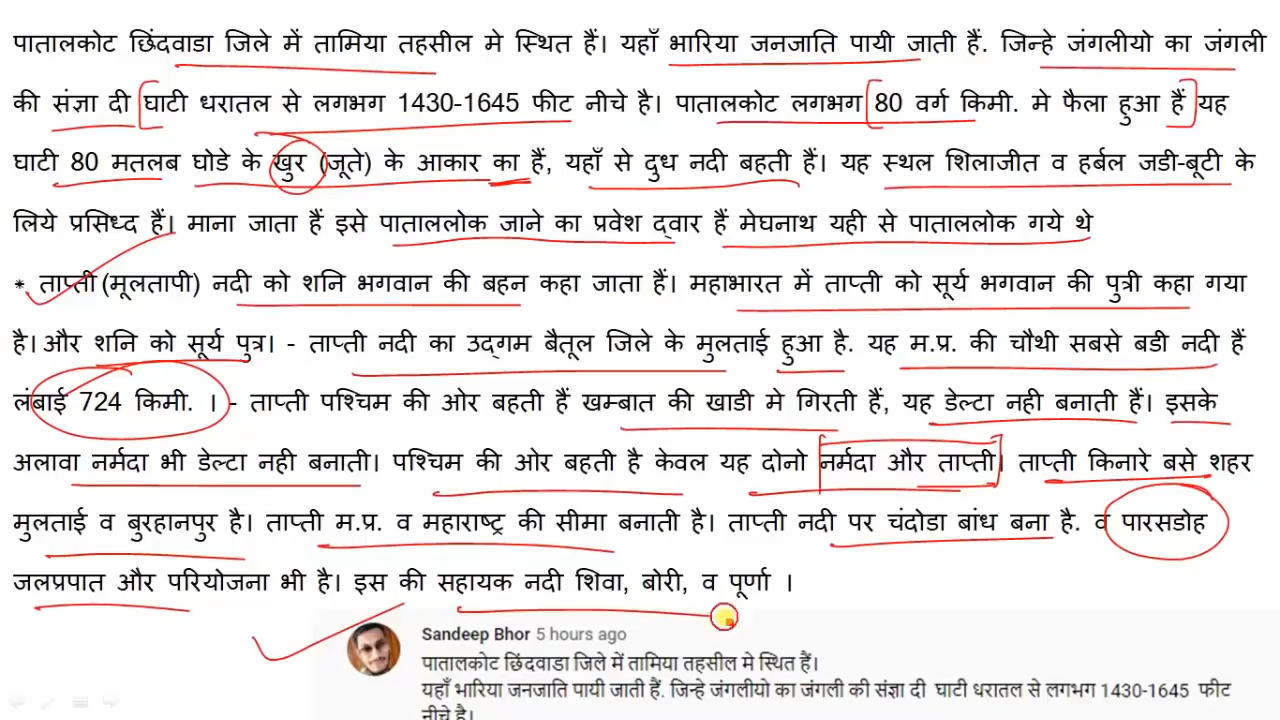 पातालकोट छिंदवाडा जिले में तामिया तहसील मे स्थित हैं। यहाँ भारिया जनजाति पायी जाती हैं. जिन्हे जंगलीयो का जंगली
की संज्ञा दी घाटी धरातल से लगभग 1430-1645 फीट नीचे है। पातालकोट लगभग 80 वर्ग किमी. मे फैला हुआ हैं यह
घाटी 80 मतलब घोडे के खुर (जूते) के आकार का हैं, यहाँ से दुध नदी बहती हैं। यह स्थल शिलाजीत व हर्बल जडी-बूटी के
लिये प्रसिध्द हैं। माना जाता हैं इसे पाताललोक जाने का प्रवेश द्वार हैं मेघनाथ यही से पाताललोक गये थे
* ताप्ती (मूलतापी) नदी को शनि भगवान की बहन कहा जाता हैं। महाभारत में ताप्ती को सूर्य भगवान की पुत्री कहा गया
है। और शनि को सूर्य पुत्र। - ताप्ती नदी का उद्गम बैतूल जिले के मुलताई हुआ है. यह म.प्र. की चौथी सबसे बडी नदी हैं
लंबाई 724 किमी. । - ताप्ती पश्चिम की ओर बहती हैं खम्बात की खाडी मे गिरती हैं, यह डेल्टा नही बनाती हैं। इसके
अलावा नर्मदा भी डेल्टा नही बनाती। पश्चिम की ओर बहती है केवल यह दोनो नर्मदा और ताप्ती। ताप्ती किनारे बसे शहर
मुलताई व बुरहानपुर है। ताप्ती म.प्र. व महाराष्ट्र की सीमा बनाती है। ताप्ती नदी पर चंदोडा बांध बना है. व पारसडोह
जलप्रपात और परियोजना भी है। इस की सहायक नदी शिवा, बोरी, व पूर्णा ।
Sandeep Bhor 5 hours ago
पातालकोट छिंदवाडा जिले में तामिया तहसील मे स्थित हैं।
यहाँ भारिया जनजाति पायी जाती हैं. जिन्हे जंगलीयो का जंगली की संज्ञा दी घाटी धरातल से लगभग 1430-1645 फीट
नीचे है।